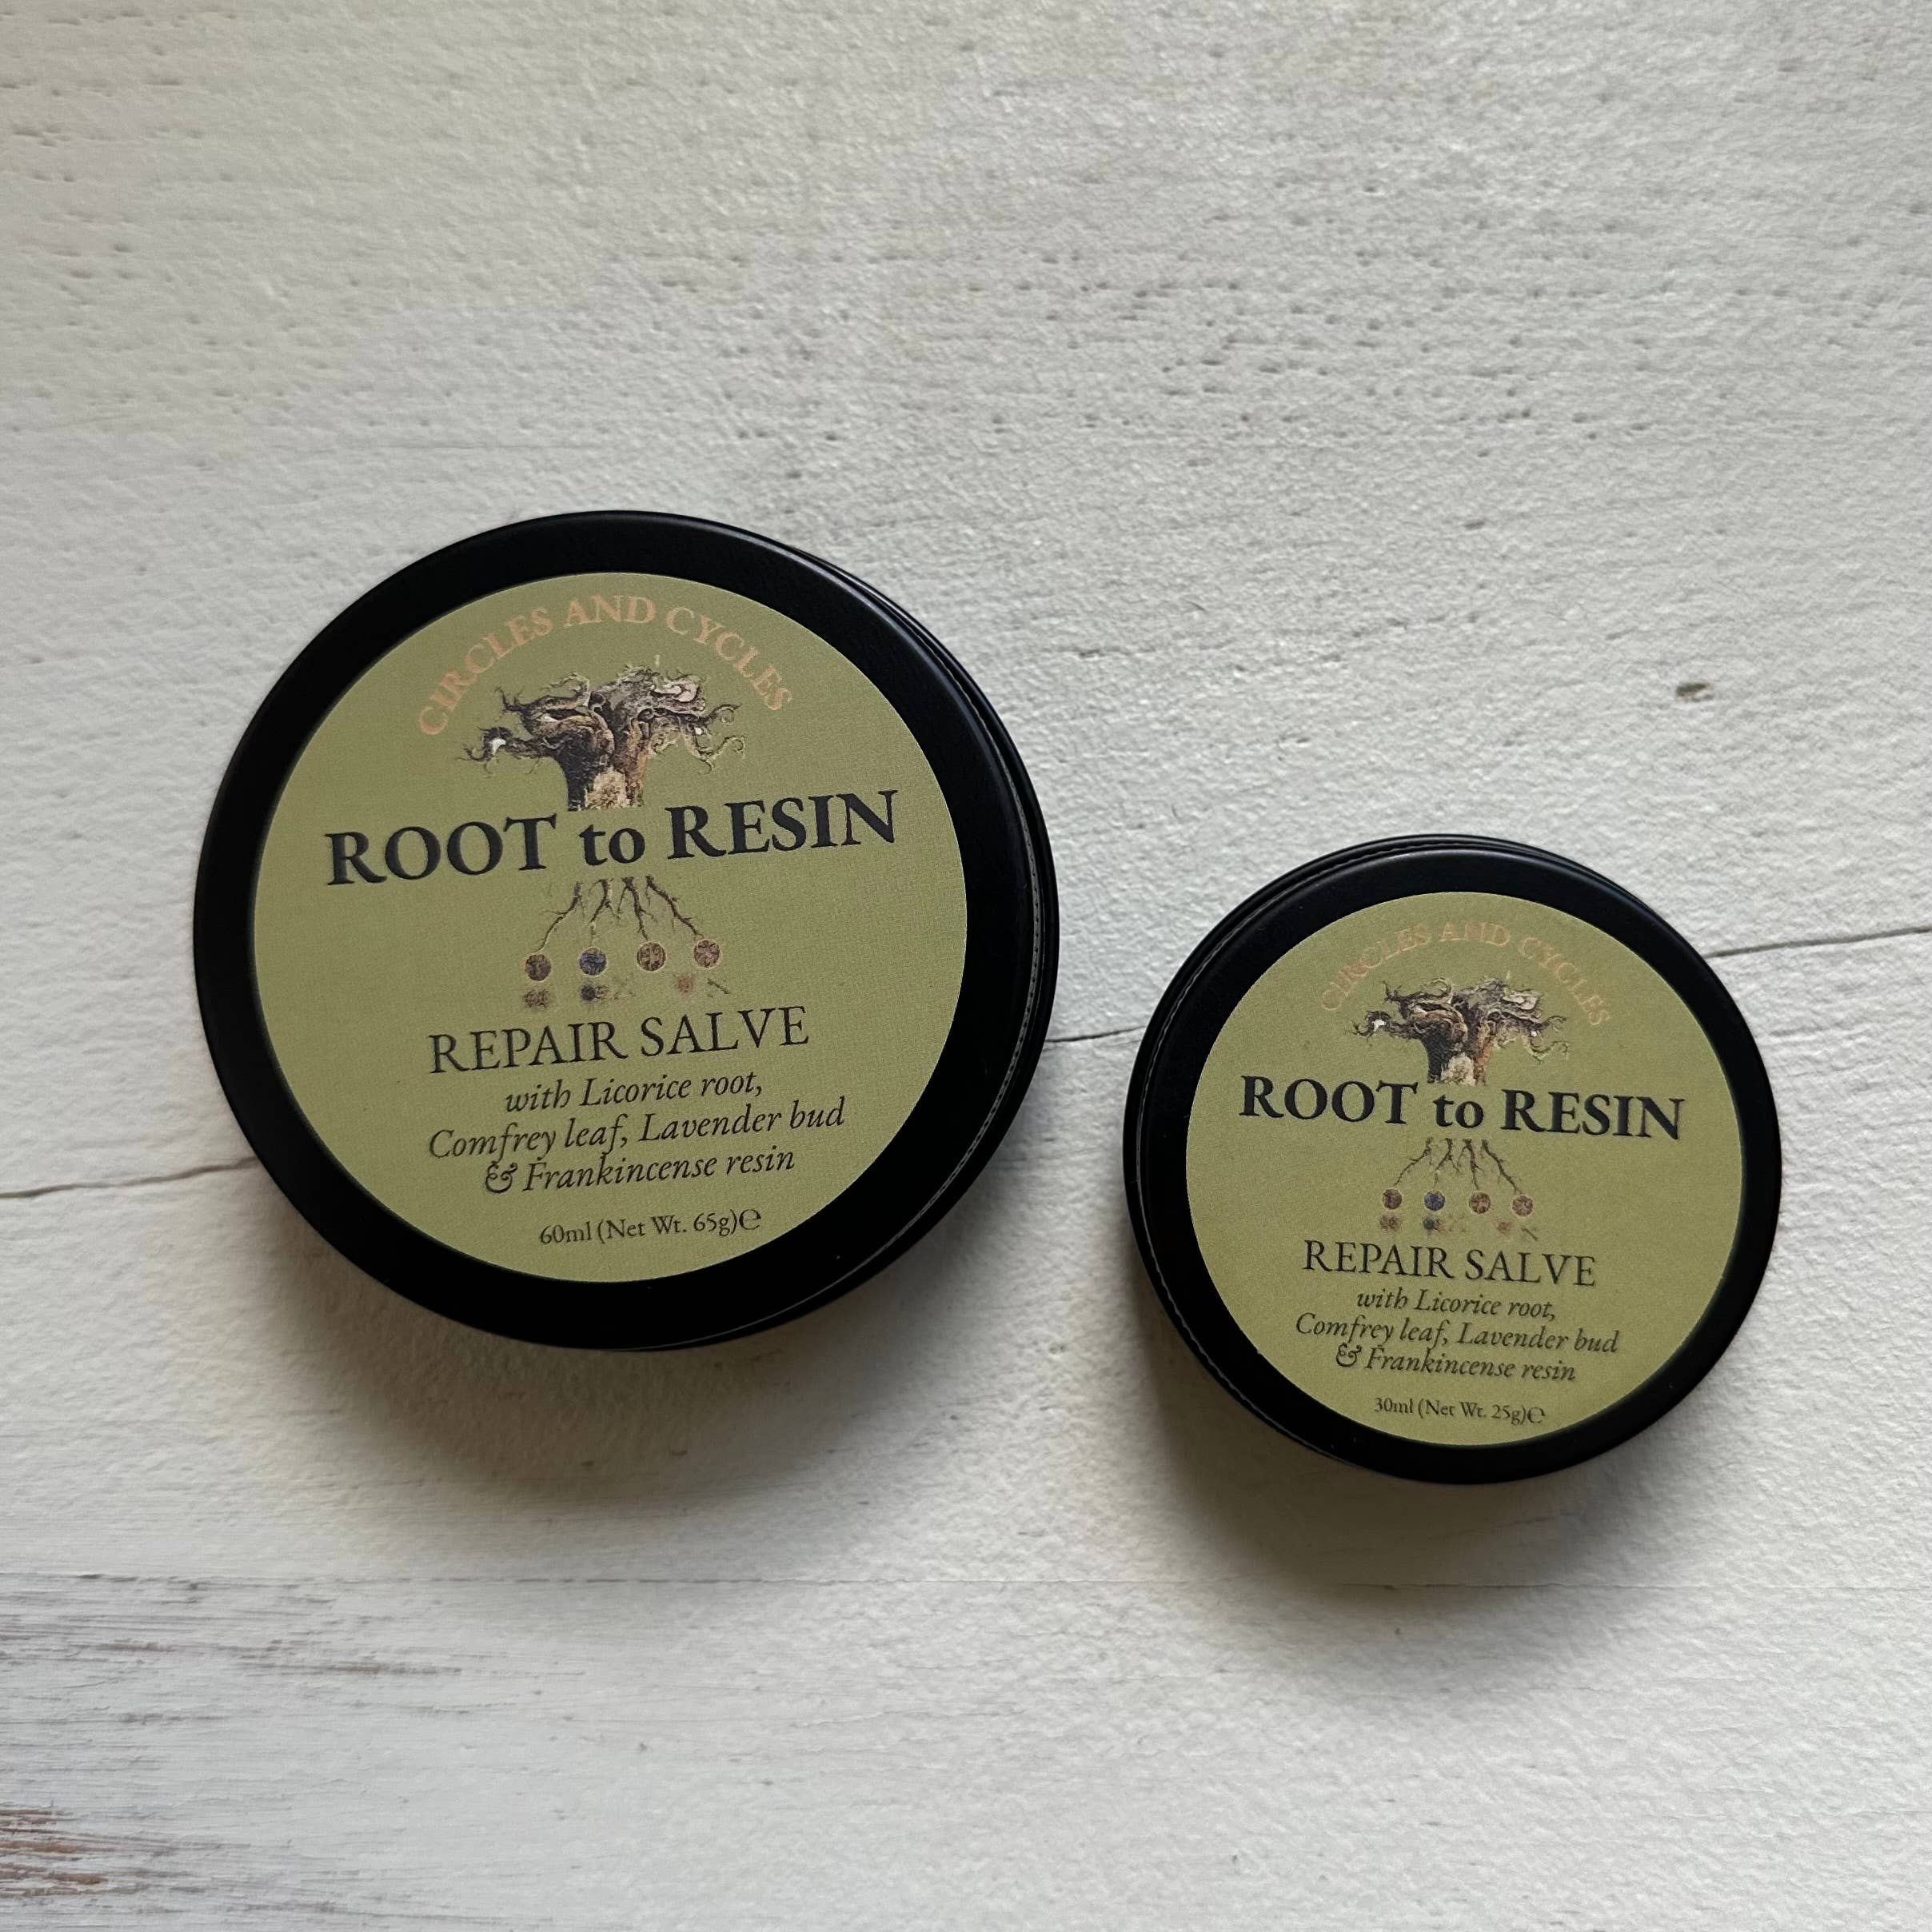 CIRCLES AND CYCLES
ROOT to RESIN
REPAIR SALVE
with Licorice root,
Comfrey leaf, Lavender bud
& Frankincense resin
60ml (Net Wt. 65g)℮
CIRCLES AND CYCLES
ROOT to RESIN
REPAIR SALVE
with Licorice root,
Comfrey leaf, Lavender bud
& Frankincense resin
30ml (Net Wt. 25g)℮